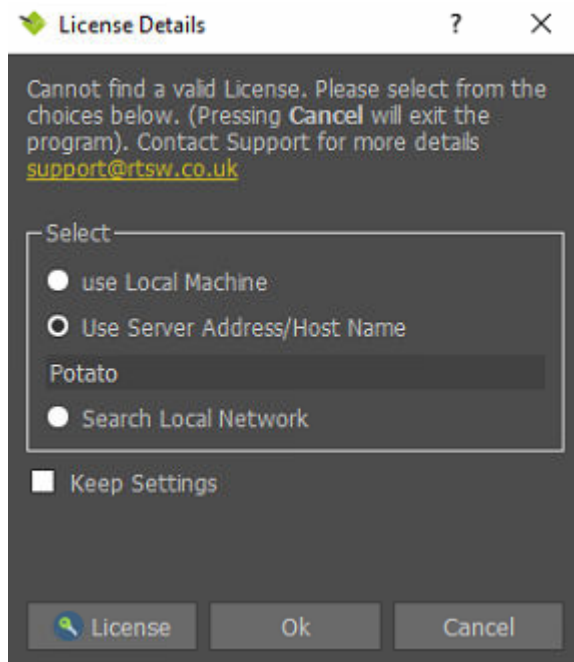 License Details
?
Cannot find a valid License. Please select from the
choices below. (Pressing Cancel will exit the
program). Contact Support for more details
support@rtsw.co.uk
Select
use Local Machine
Use Server Address/Host Name
Potato
Search Local Network
Keep Settings
License Ok Cancel